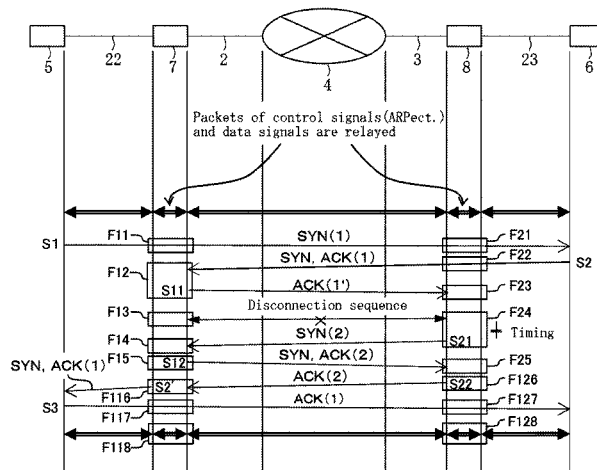 5 22 7 2 4 3 8 23 6
Packets of control signals(ARPect.)
and data signals are relayed
S1 F11 SYN(1) F21
F12 SYN, ACK(1) F22 S2
S11 ACK(1') F23
F13 Disconnection sequence F24
F14 SYN(2) S21 Timing
F15 S12 SYN, ACK(2) F25
SYN, ACK(1) S2' ACK(2) S22 F126
F116
S3 F117 ACK(1) F127
F118 F128